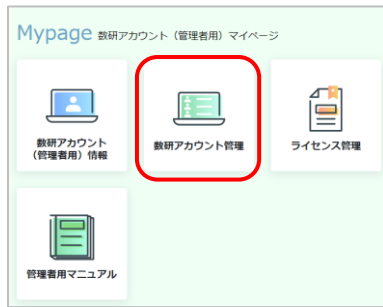 Mypage 数研アカウント（管理者用）マイページ
数研アカウント
（管理者用）情報
数研アカウント管理
ライセンス管理
管理者用マニュアル